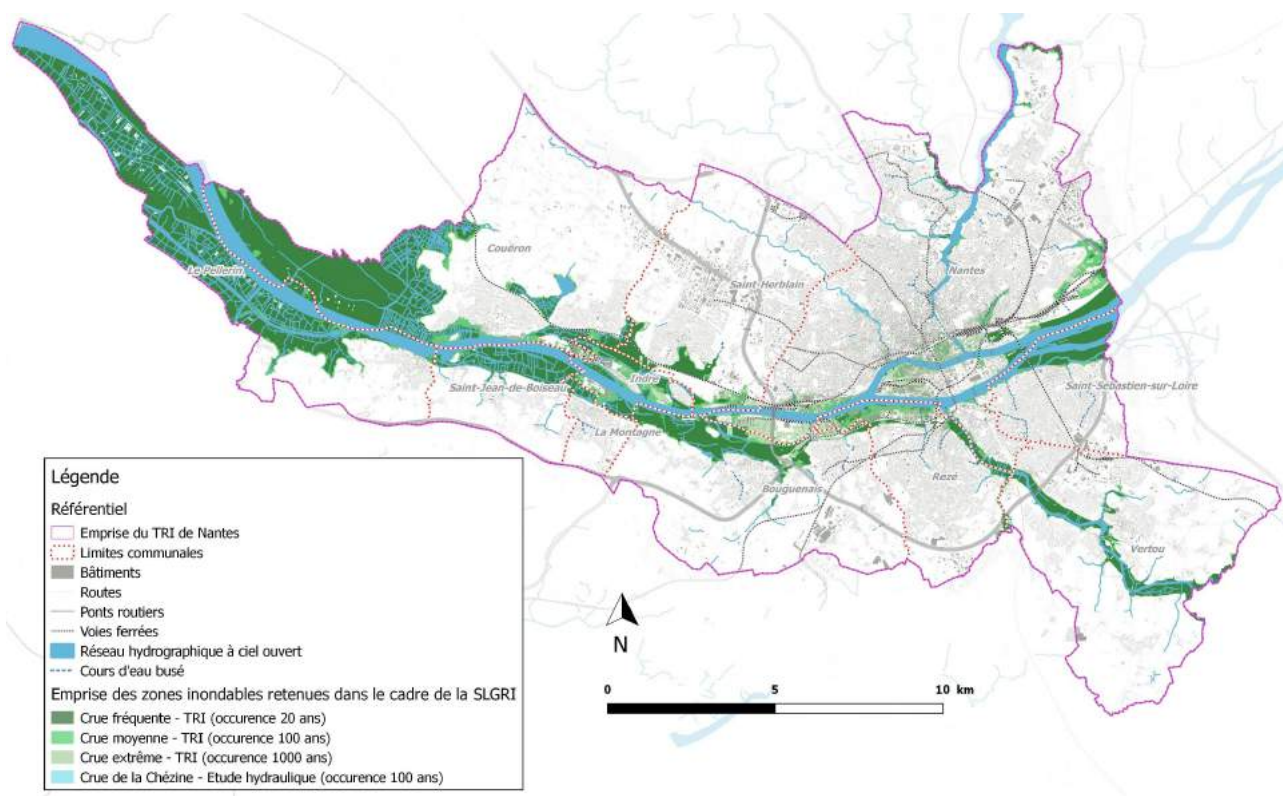 Couëron
Le Pellerin
Saint-Herblain
Nantes
Saint-Jean-de-Boiseau
Indre
Saint-Sébastien-sur-Loire
La Montagne
Bouguenais
Rezé
Vertou
Légende
Référentiel
Emprise du TRI de Nantes
Limites communales
Bâtiments
Routes
Ponts routiers
Voies ferrées
Réseau hydrographique à ciel ouvert
Cours d'eau busé
Emprise des zones inondables retenues dans le cadre de la SLGRI
Crue fréquente - TRI (occurence 20 ans)
Crue moyenne - TRI (occurence 100 ans)
Crue extrême - TRI (occurence 1000 ans)
Crue de la Chézine - Etude hydraulique (occurence 100 ans)
N
0 5 10 km